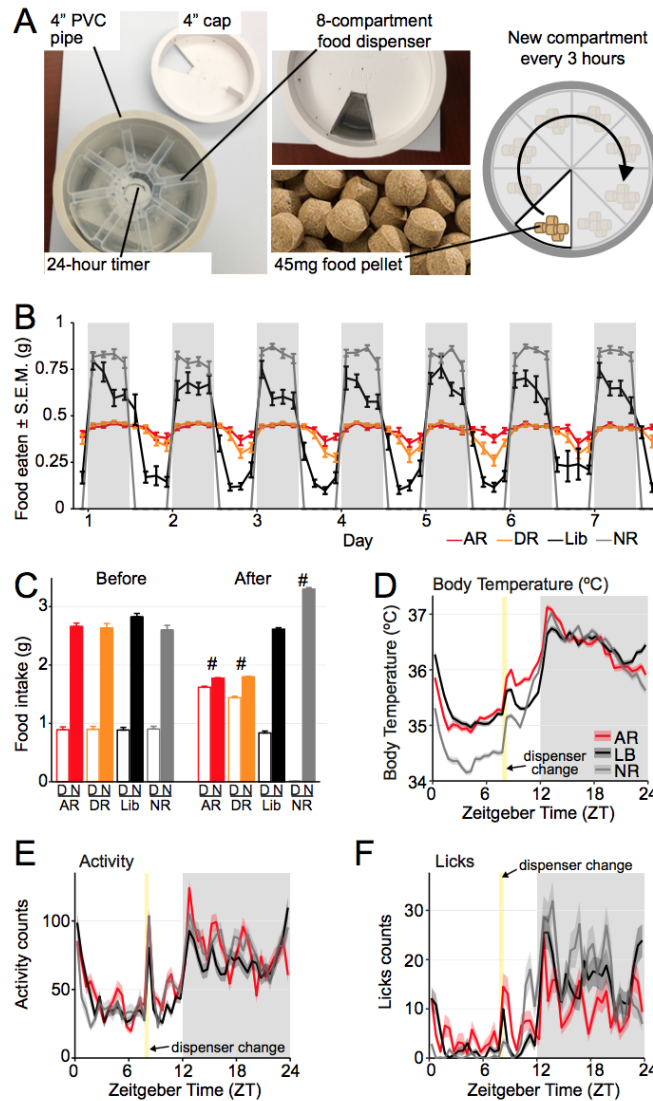 A
4” PVC
pipe
4” cap
8-compartment
food dispenser
New compartment
every 3 hours
24-hour timer
45mg food pellet
B
Food eaten ± S.E.M. (g)
1
0.75
0.5
0.25
0
1 2 3 4 5 6 7
Day
AR DR Lib NR
C
Before After
Food intake (g)
3
2
1
0
# # #
D N D N D N D N D N D N D N D N
AR DR Lib NR AR DR Lib NR
D
Body Temperature (ºC)
Body Temperature (ºC)
37
36
35
34
AR
LB
NR
dispenser
change
0 6 12 18 24
Zeitgeber Time (ZT)
E
Activity
Activity counts
100
50
0
dispenser change
0 6 12 18 24
Zeitgeber Time (ZT)
F
Licks
dispenser change
Licks counts
30
20
10
0
0 6 12 18 24
Zeitgeber Time (ZT)